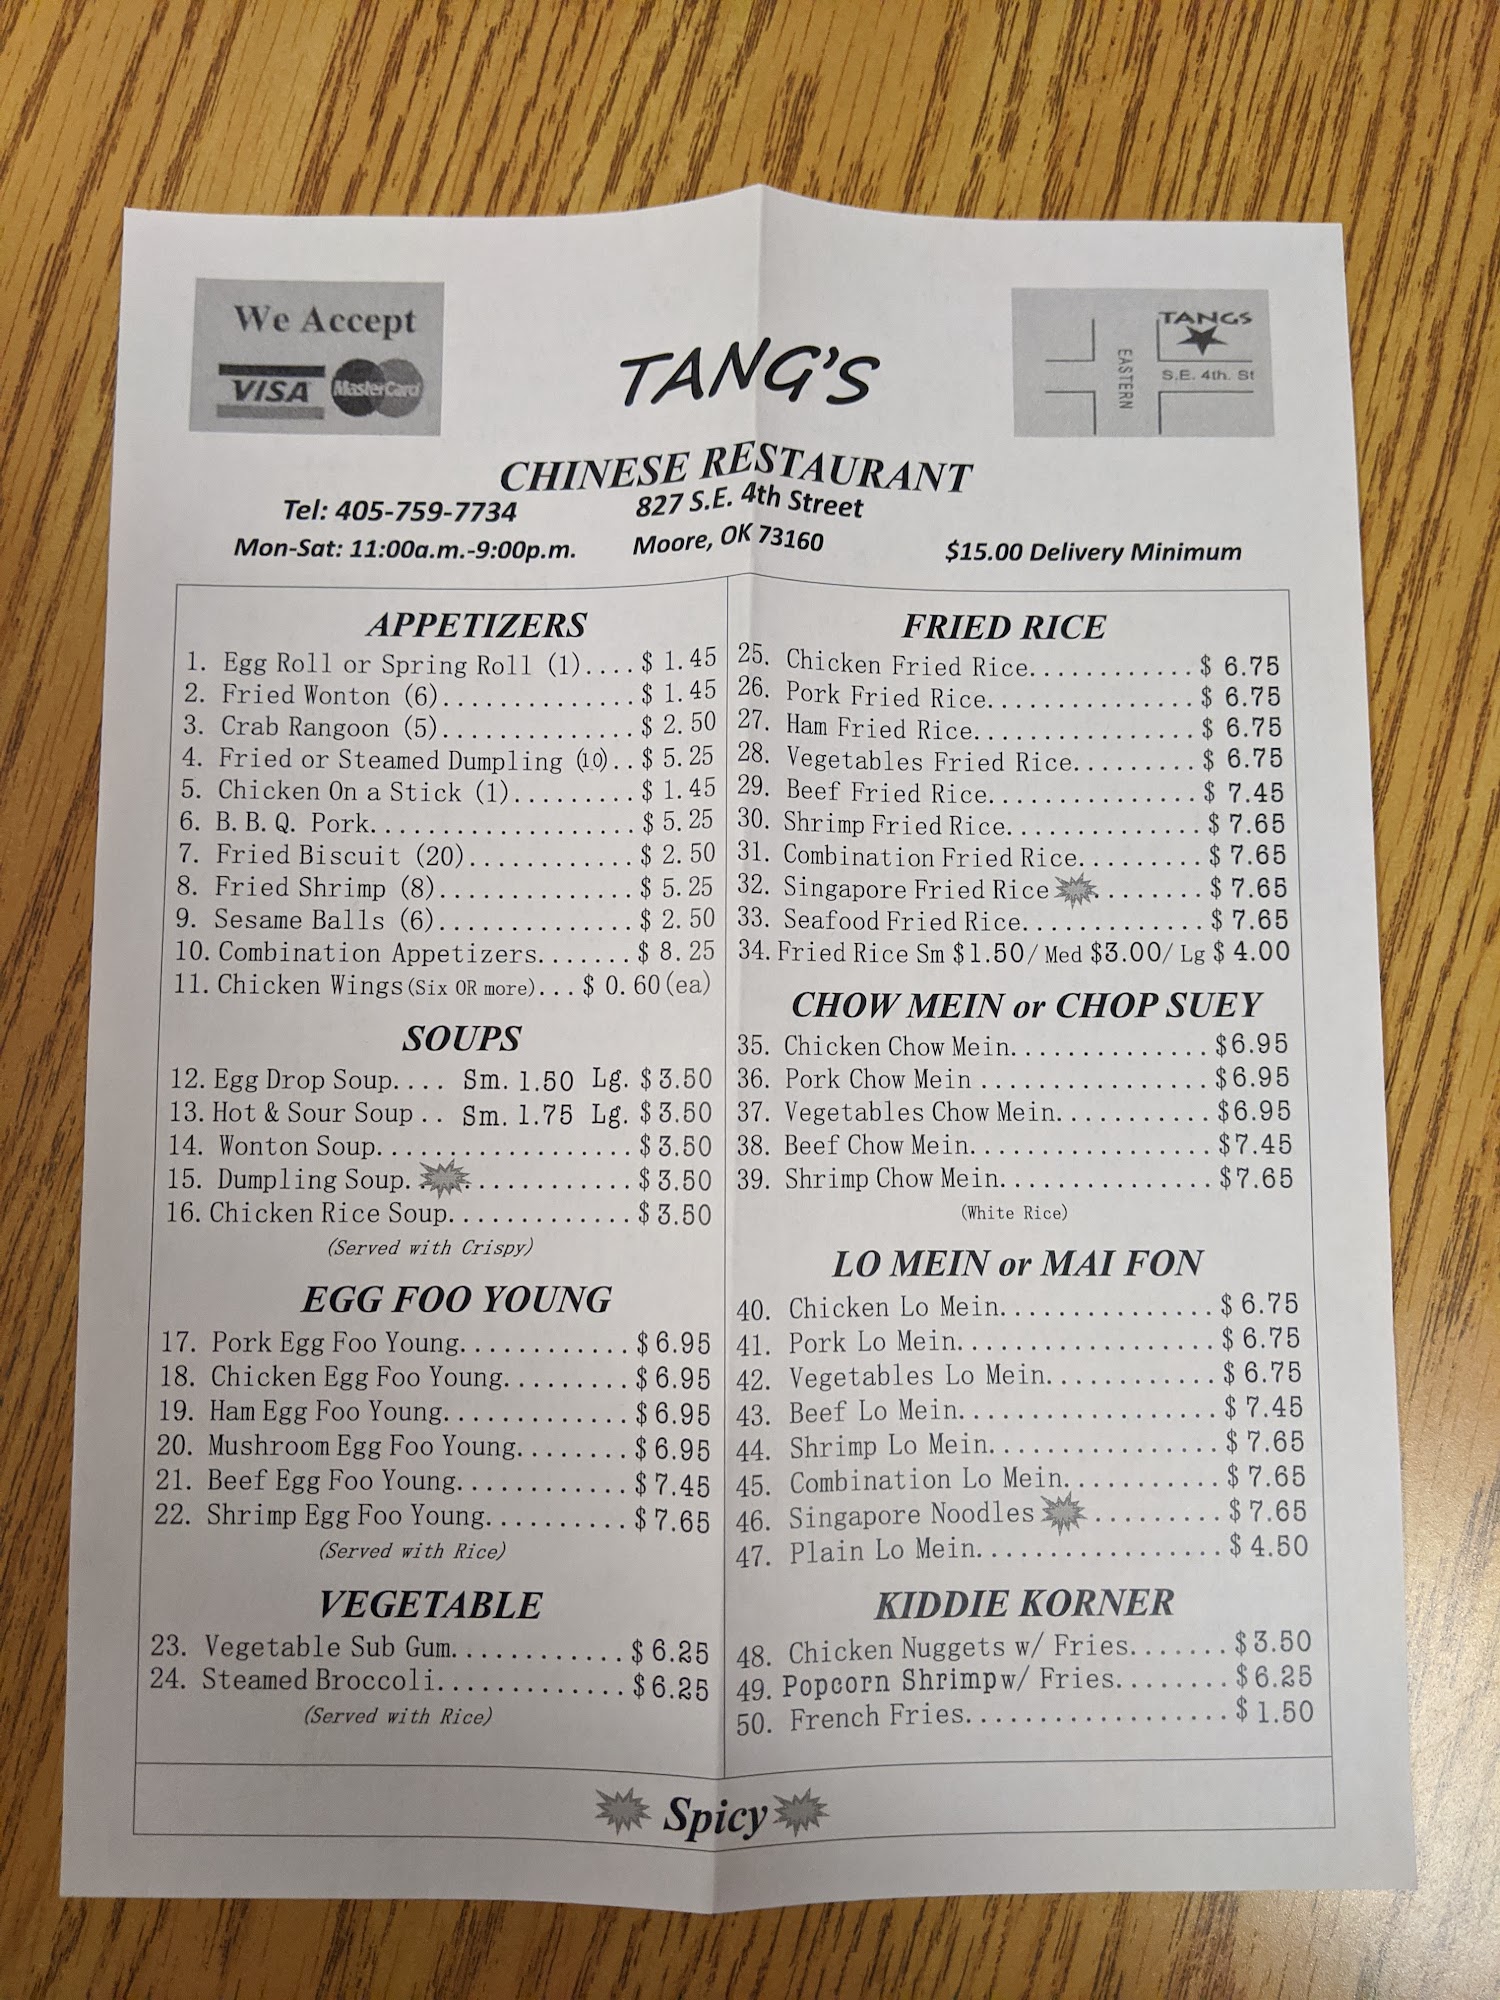 We Accept
VISA MasterCard
TANGS
EASTERN
S.E. 4th. St
TANG'S
CHINESE RESTAURANT
Tel: 405-759-7734
827 S.E. 4th Street
Mon-Sat: 11:00a.m.-9:00p.m.
Moore, OK 73160
$15.00 Delivery Minimum
APPETIZERS
1. Egg Roll or Spring Roll (1)....$ 1.45
2. Fried Wonton (6)..............$ 1.45
3. Crab Rangoon (5)..............$ 2.50
4. Fried or Steamed Dumpling (10)..$ 5.25
5. Chicken On a Stick (1).........$ 1.45
6. B.B.Q. Pork...................$ 5.25
7. Fried Biscuit (20)............$ 2.50
8. Fried Shrimp (8)..............$ 5.25
9. Sesame Balls (6)..............$ 2.50
10. Combination Appetizers.......$ 8.25
11. Chicken Wings(Six OR more)...$ 0.60(ea)
SOUPS
12. Egg Drop Soup.... Sm. 1.50 Lg. $3.50
13. Hot & Sour Soup .. Sm. 1.75 Lg. $3.50
14. Wonton Soup...................$3.50
15. Dumpling Soup...............$3.50
16. Chicken Rice Soup.............$3.50
(Served with Crispy)
EGG FOO YOUNG
17. Pork Egg Foo Young............$6.95
18. Chicken Egg Foo Young.........$6.95
19. Ham Egg Foo Young.............$6.95
20. Mushroom Egg Foo Young........$6.95
21. Beef Egg Foo Young............$7.45
22. Shrimp Egg Foo Young..........$7.65
(Served with Rice)
VEGETABLE
23. Vegetable Sub Gum............$6.25
24. Steamed Broccoli..............$6.25
(Served with Rice)
FRIED RICE
25. Chicken Fried Rice............$ 6.75
26. Pork Fried Rice...............$ 6.75
27. Ham Fried Rice................$ 6.75
28. Vegetables Fried Rice.........$ 6.75
29. Beef Fried Rice...............$ 7.45
30. Shrimp Fried Rice..............$ 7.65
31. Combination Fried Rice.........$ 7.65
32. Singapore Fried Rice........$ 7.65
33. Seafood Fried Rice.............$ 7.65
34. Fried Rice Sm $1.50/ Med $3.00/ Lg $ 4.00
CHOW MEIN or CHOP SUEY
35. Chicken Chow Mein..............$6.95
36. Pork Chow Mein ................$6.95
37. Vegetables Chow Mein...........$6.95
38. Beef Chow Mein.................$7.45
39. Shrimp Chow Mein...............$7.65
(White Rice)
LO MEIN or MAI FON
40. Chicken Lo Mein...............$ 6.75
41. Pork Lo Mein..................$ 6.75
42. Vegetables Lo Mein............$ 6.75
43. Beef Lo Mein..................$ 7.45
44. Shrimp Lo Mein................$ 7.65
45. Combination Lo Mein...........$ 7.65
46. Singapore Noodles.........$ 7.65
47. Plain Lo Mein.................$ 4.50
KIDDIE KORNER
48. Chicken Nuggets w/ Fries.......$3.50
49. Popcorn Shrimp w/ Fries........$6.25
50. French Fries..................$ 1.50
Spicy